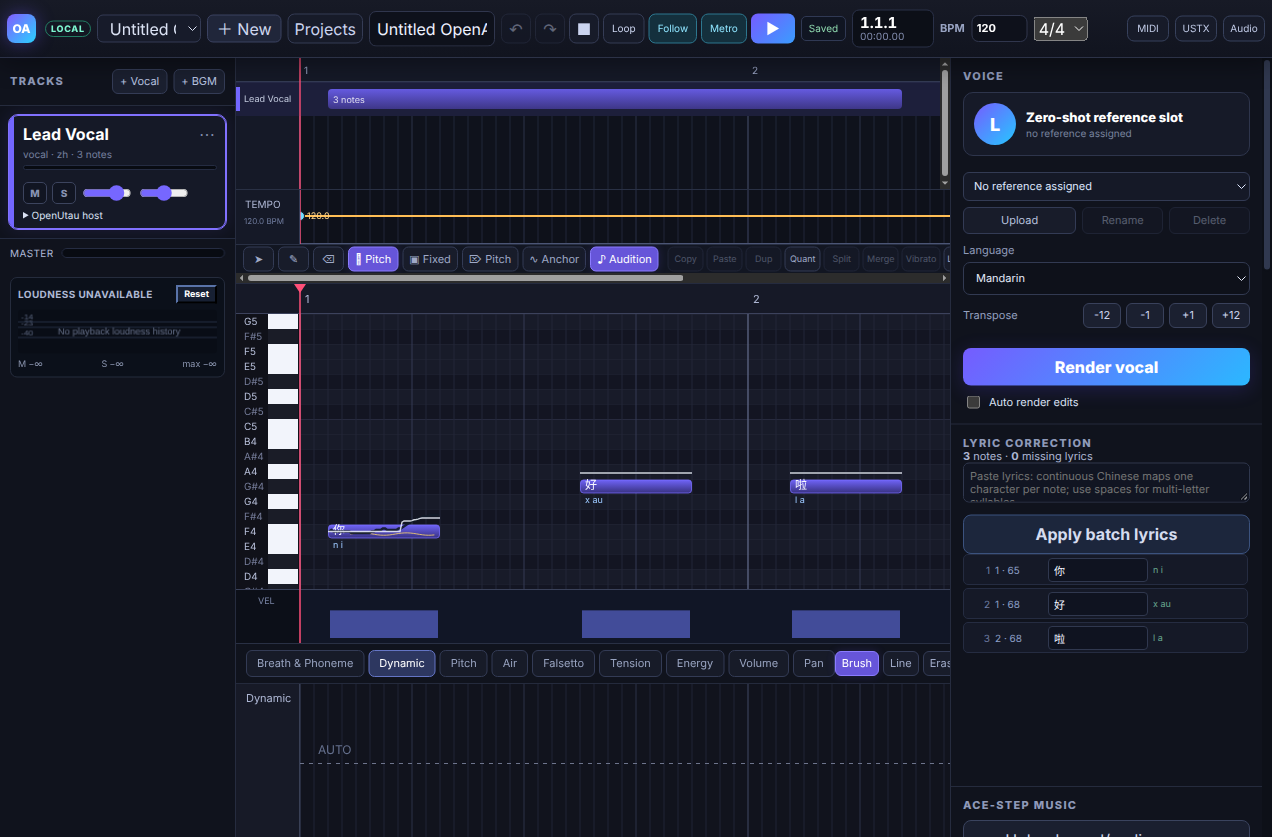 OA LOCAL Untitled ( + New Projects Untitled OpenA Loop Follow Metro Saved 1.1.1 00:00.00 BPM 120 4/4 MIDI USTX Audio
TRACKS + Vocal + BGM
Lead Vocal ...
vocal · zh · 3 notes
M S
OpenUtau host
MASTER
LOUDNESS UNAVAILABLE Reset
-14
-23
-40
No playback loudness history
M −∞ S −∞ max −∞
1 2
Lead Vocal 3 notes
TEMPO
120.0 BPM
120.0
Pitch Fixed Pitch Anchor Audition Copy Paste Dup Quant Split Merge Vibrato
1 2
G5
F#5
F5
E5
D#5
D5
C#5
C5
B4
A#4
A4
G#4 好 啦
x au l a
G4
F#4
F4 你
E4 n i
D#4
D4
VEL
Breath & Phoneme Dynamic Pitch Air Falsetto Tension Energy Volume Pan Brush Line Eras
Dynamic
AUTO
VOICE
L
Zero-shot reference slot
no reference assigned
No reference assigned
Upload Rename Delete
Language
Mandarin
Transpose -12 -1 +1 +12
Render vocal
Auto render edits
LYRIC CORRECTION
3 notes · 0 missing lyrics
Paste lyrics: continuous Chinese maps one
character per note; use spaces for multi-letter
Apply batch lyrics
1 1 · 65 你 n i
2 1 · 68 好 x au
3 2 · 68 啦 l a
ACE-STEP MUSIC